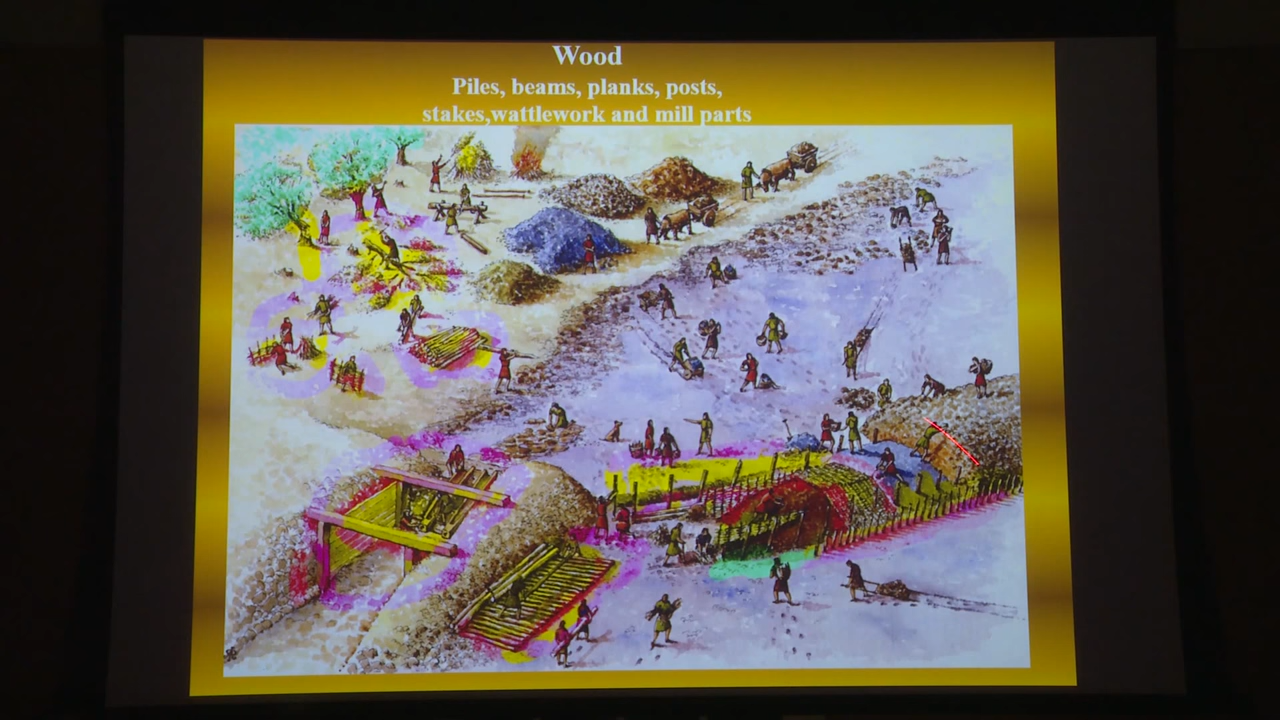 Wood
Piles, beams, planks, posts,
stakes,wattlework and mill parts